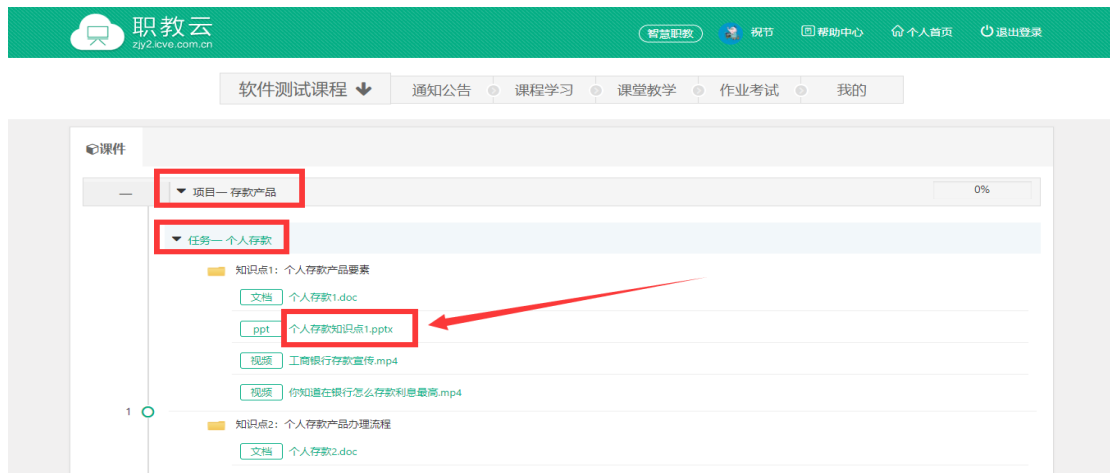 职教云
zjy2.icve.com.cn
智慧职教 祝节 帮助中心 个人首页 退出登录
软件测试课程 通知公告 课程学习 课堂教学 作业考试 我的
课件
项目一 存款产品 0%
任务一 个人存款
知识点1：个人存款产品要素
文档 个人存款1.doc
ppt 个人存款知识点1.pptx
视频 工商银行存款宣传.mp4
视频 你知道在银行怎么存款利息最高.mp4
1
知识点2：个人存款产品办理流程
文档 个人存款2.doc